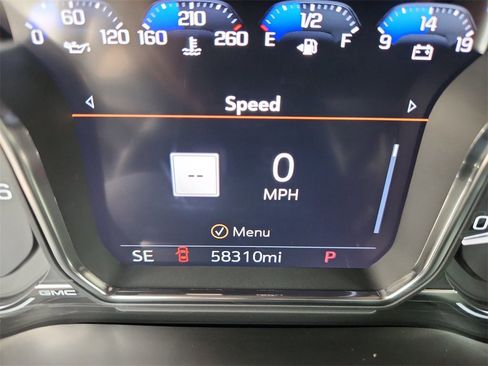 60 210 1/2 14
0 120 160 260 E F 9 19
Speed
-- 0
MPH
Menu
SE 58310mi P
GMC